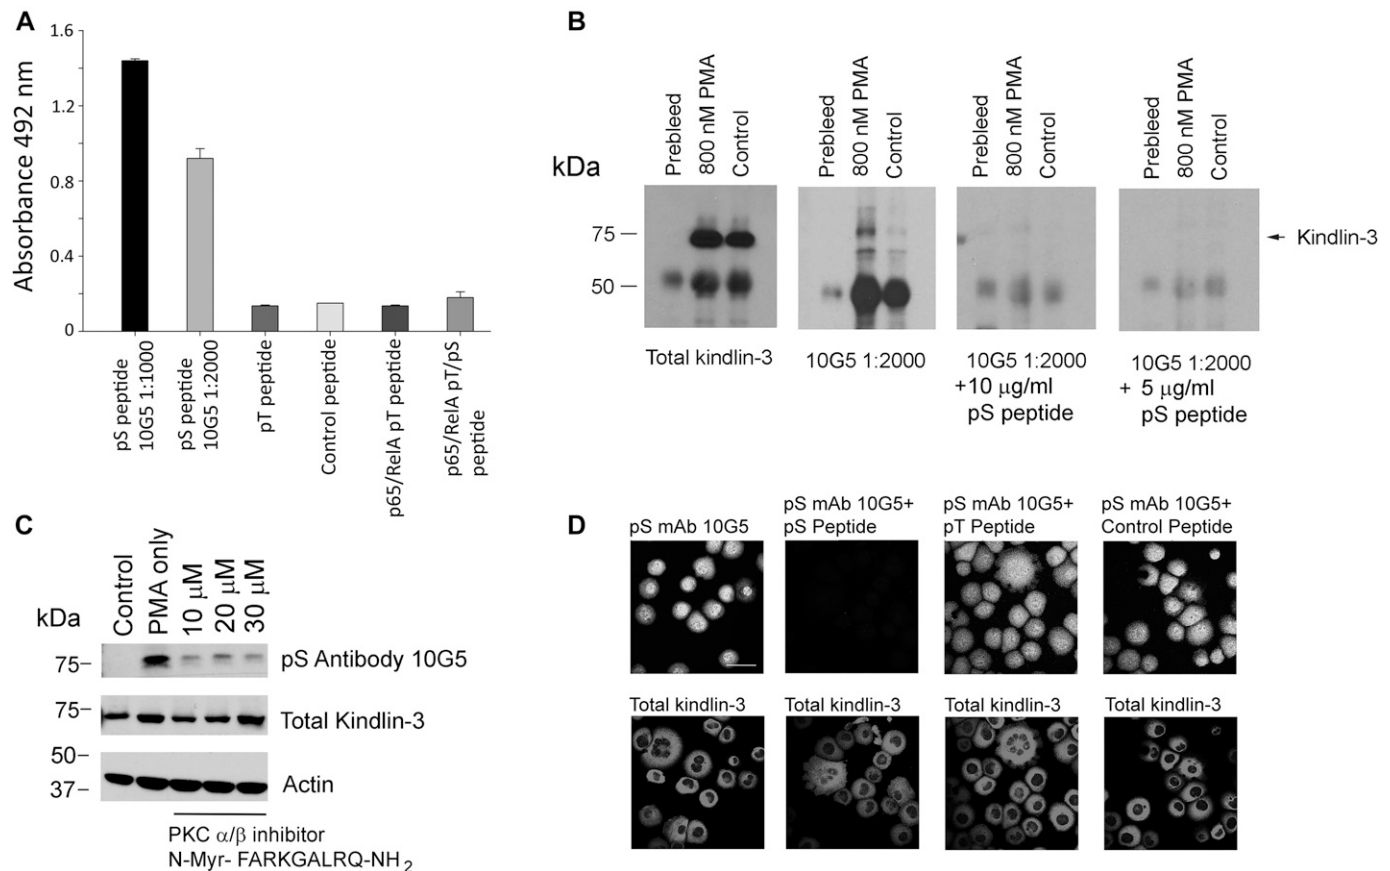 A
Absorbance 492 nm
1.6
1.2
0.8
0.4
0
pS peptide
10G5 1:1000
pS peptide
10G5 1:2000
pT peptide
Control peptide
p65/RelA pT peptide
p65/RelA pT/pS
peptide
B
kDa
Prebleed
800 nM PMA
Control
Prebleed
800 nM PMA
Control
Prebleed
800 nM PMA
Control
Prebleed
800 nM PMA
Control
75
50
Kindlin-3
Total kindlin-3
10G5 1:2000
10G5 1:2000
+10 μg/ml
pS peptide
10G5 1:2000
+ 5 μg/ml
pS peptide
C
kDa
Control
PMA only
10 μM
20 μM
30 μM
75
pS Antibody 10G5
75
Total Kindlin-3
50
37
Actin
PKC α/β inhibitor
N-Myr- FARKGALRQ-NH2
D
pS mAb 10G5
pS mAb 10G5+
pS Peptide
pS mAb 10G5+
pT Peptide
pS mAb 10G5+
Control Peptide
Total kindlin-3
Total kindlin-3
Total kindlin-3
Total kindlin-3